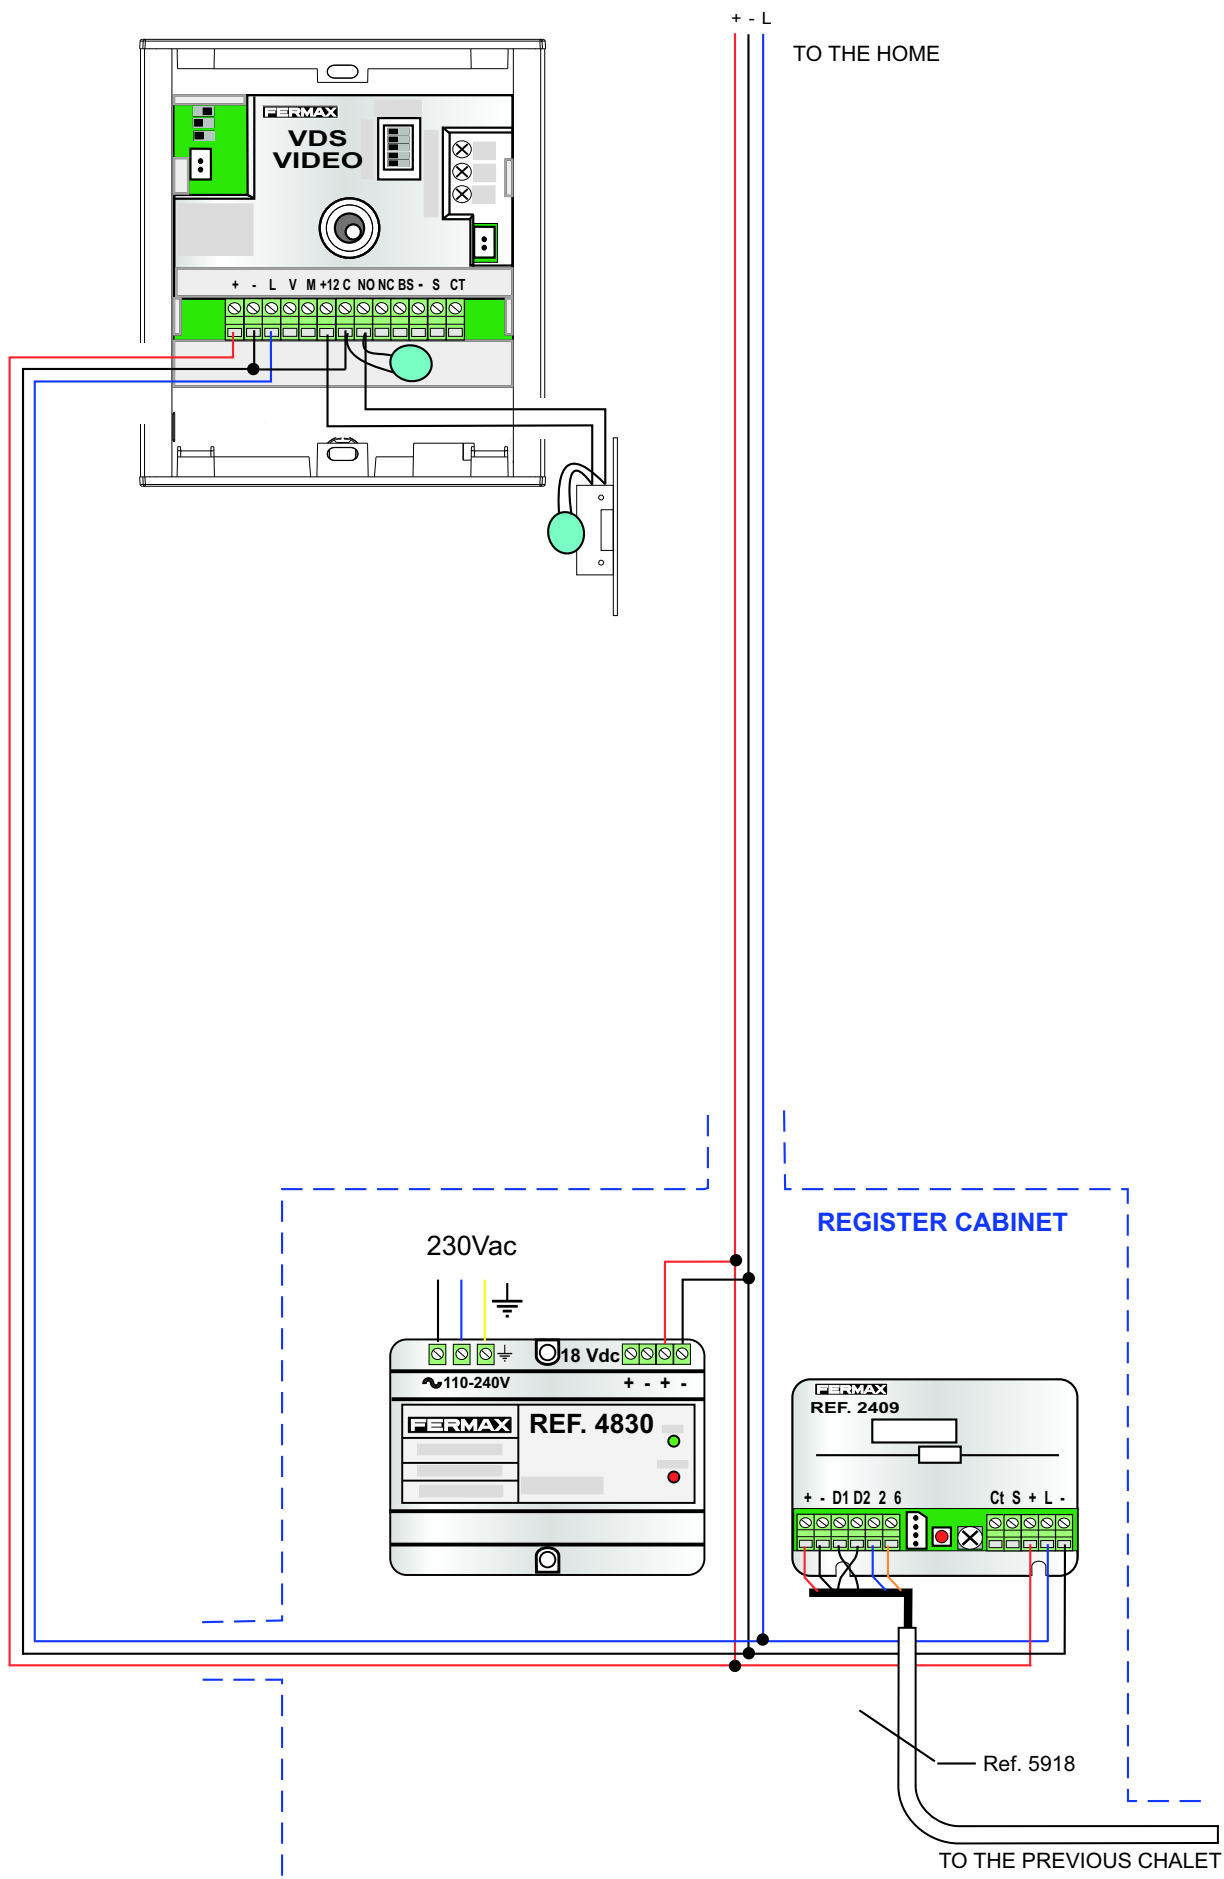 + - L
TO THE HOME
FERMAX
VDS
VIDEO
+ - L V M +12 C NO NC BS - S CT
REGISTER CABINET
230Vac
18 Vdc
110-240V
+ - + -
FERMAX
REF. 4830
FERMAX
REF. 2409
+ - D1 D2 2 6
Ct S + L -
Ref. 5918
TO THE PREVIOUS CHALET